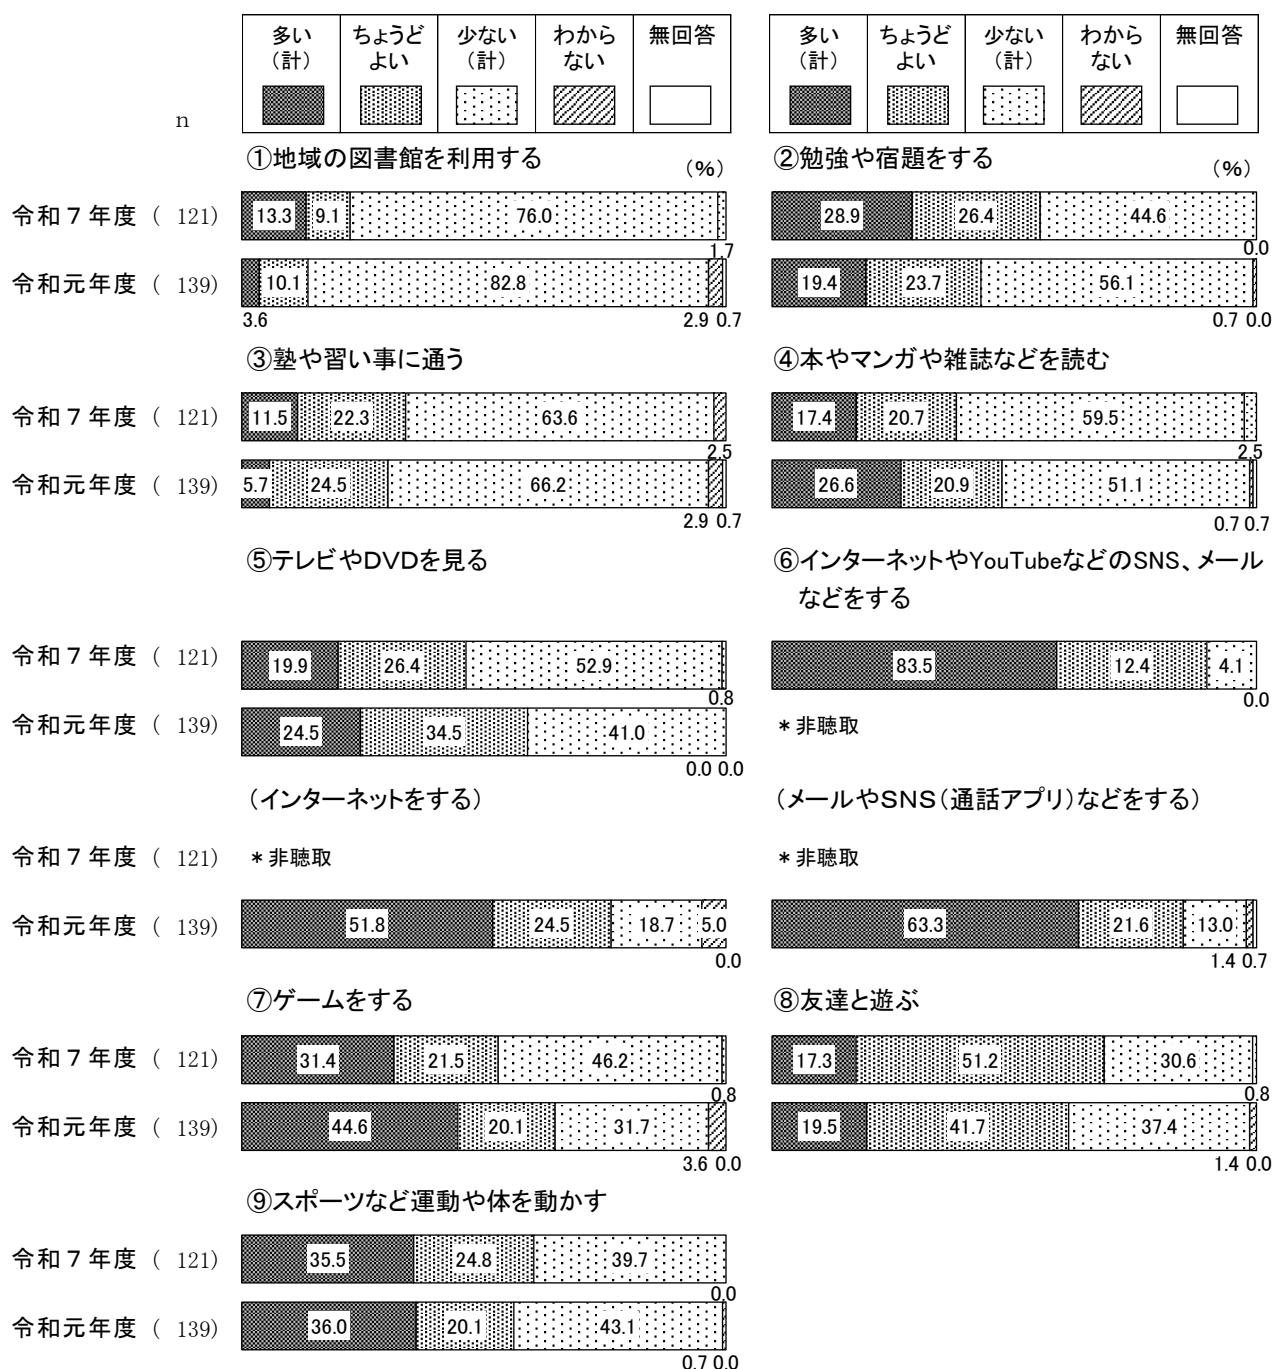 多い（計） ちょうどよい 少ない（計） わからない 無回答 多い（計） ちょうどよい 少ない（計） わからない 無回答
n
①地域の図書館を利用する （%） ②勉強や宿題をする （%）
令和７年度 （ 121） 13.3 9.1 76.0 1.7 28.9 26.4 44.6 0.0
令和元年度 （ 139） 3.6 10.1 82.8 2.9 0.7 19.4 23.7 56.1 0.7 0.0
③塾や習い事に通う ④本やマンガや雑誌などを読む
令和７年度 （ 121） 11.5 22.3 63.6 2.5 17.4 20.7 59.5 2.5
令和元年度 （ 139） 5.7 24.5 66.2 2.9 0.7 26.6 20.9 51.1 0.7 0.7
⑤テレビやDVDを見る ⑥インターネットやYouTubeなどのSNS、メール
などをする
令和７年度 （ 121） 19.9 26.4 52.9 0.8 83.5 12.4 4.1 0.0
令和元年度 （ 139） 24.5 34.5 41.0 0.0 0.0 ＊非聴取
（インターネットをする） （メールやSNS（通話アプリ）などをする）
令和７年度 （ 121） ＊非聴取 ＊非聴取
令和元年度 （ 139） 51.8 24.5 18.7 5.0 0.0 63.3 21.6 13.0 1.4 0.7
⑦ゲームをする ⑧友達と遊ぶ
令和７年度 （ 121） 31.4 21.5 46.2 0.8 17.3 51.2 30.6 0.8
令和元年度 （ 139） 44.6 20.1 31.7 3.6 0.0 19.5 41.7 37.4 1.4 0.0
⑨スポーツなど運動や体を動かす
令和７年度 （ 121） 35.5 24.8 39.7 0.0
令和元年度 （ 139） 36.0 20.1 43.1 0.7 0.0